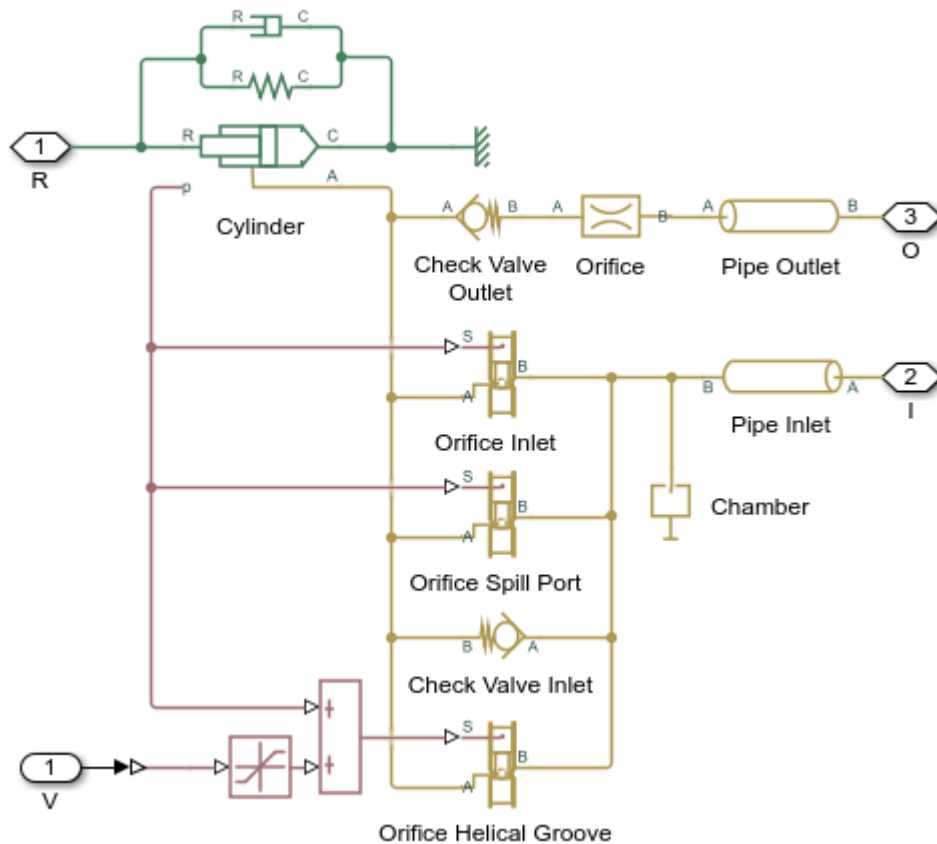 R C
R C
1 R C
R
p A
Cylinder
A B A B A B 3
Check Valve Outlet Orifice Pipe Outlet O
S
B B A 2
A
Orifice Inlet Pipe Inlet I
S
B
A
Chamber
Orifice Spill Port
B A
Check Valve Inlet
+
S
1 + B
V A
Orifice Helical Groove